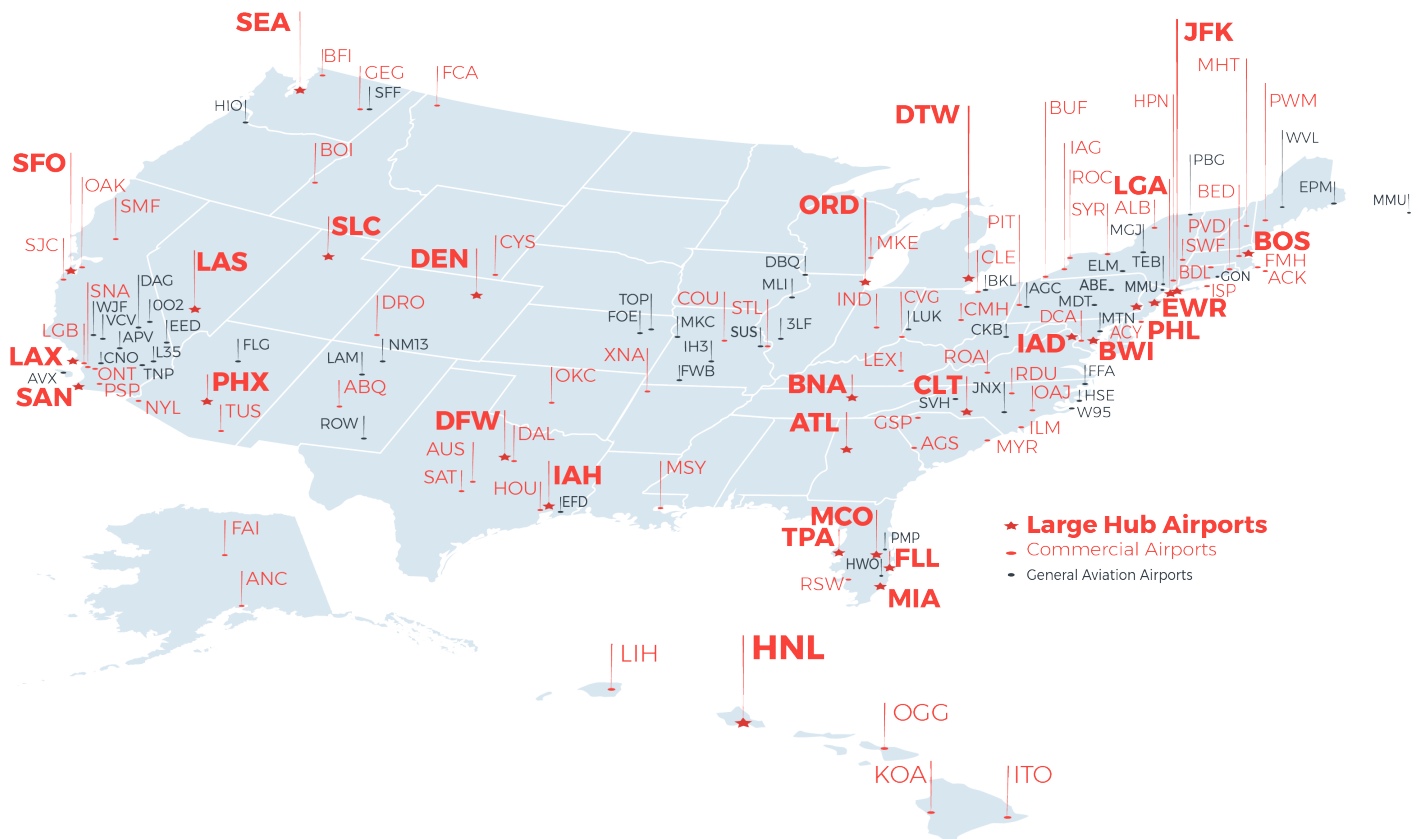 SEA
JFK
BFI
MHT
GEG
FCA
SFF
HIO
HPN
PWM
DTW
BUF
WVL
BOI
IAG
SFO
PBG
OAK
ROC
LGA
BED
EPM
SMF
ORD
SYR
ALB
MMU
SLC
PIT
MGJ
PVD
SJC
LAS
DEN
CYS
MKE
SWF
BOS
CLE
DBQ
ELM
TEB
FMH
DAG
BKL
BDL
GON
ACK
SNA
MLI
AGC
ABE
MMU
ISP
WJF
0O2
DRO
TOP
COU
STL
IND
CVG
CMH
MDT
EWR
VCV
EED
FOE
MKC
SUS
3LF
LUK
CKB
DCA
MTN
LGB
APV
ACY
PHL
LAX
CNO
L35
FLG
LAM
NM13
XNA
IH3
LEX
ROA
IAD
BWI
AVX
ONT
TNP
FWB
RDU
FFA
SAN
PSP
PHX
ABQ
OKC
BNA
CLT
JNX
OAJ
HSE
NYL
TUS
SVH
W95
ROW
DFW
DAL
ATL
GSP
ILM
AUS
AGS
MYR
SAT
HOU
IAH
MSY
EFD
MCO
Large Hub Airports
FAI
TPA
PMP
Commercial Airports
HWO
FLL
General Aviation Airports
ANC
RSW
MIA
LIH
HNL
OGG
KOA
ITO